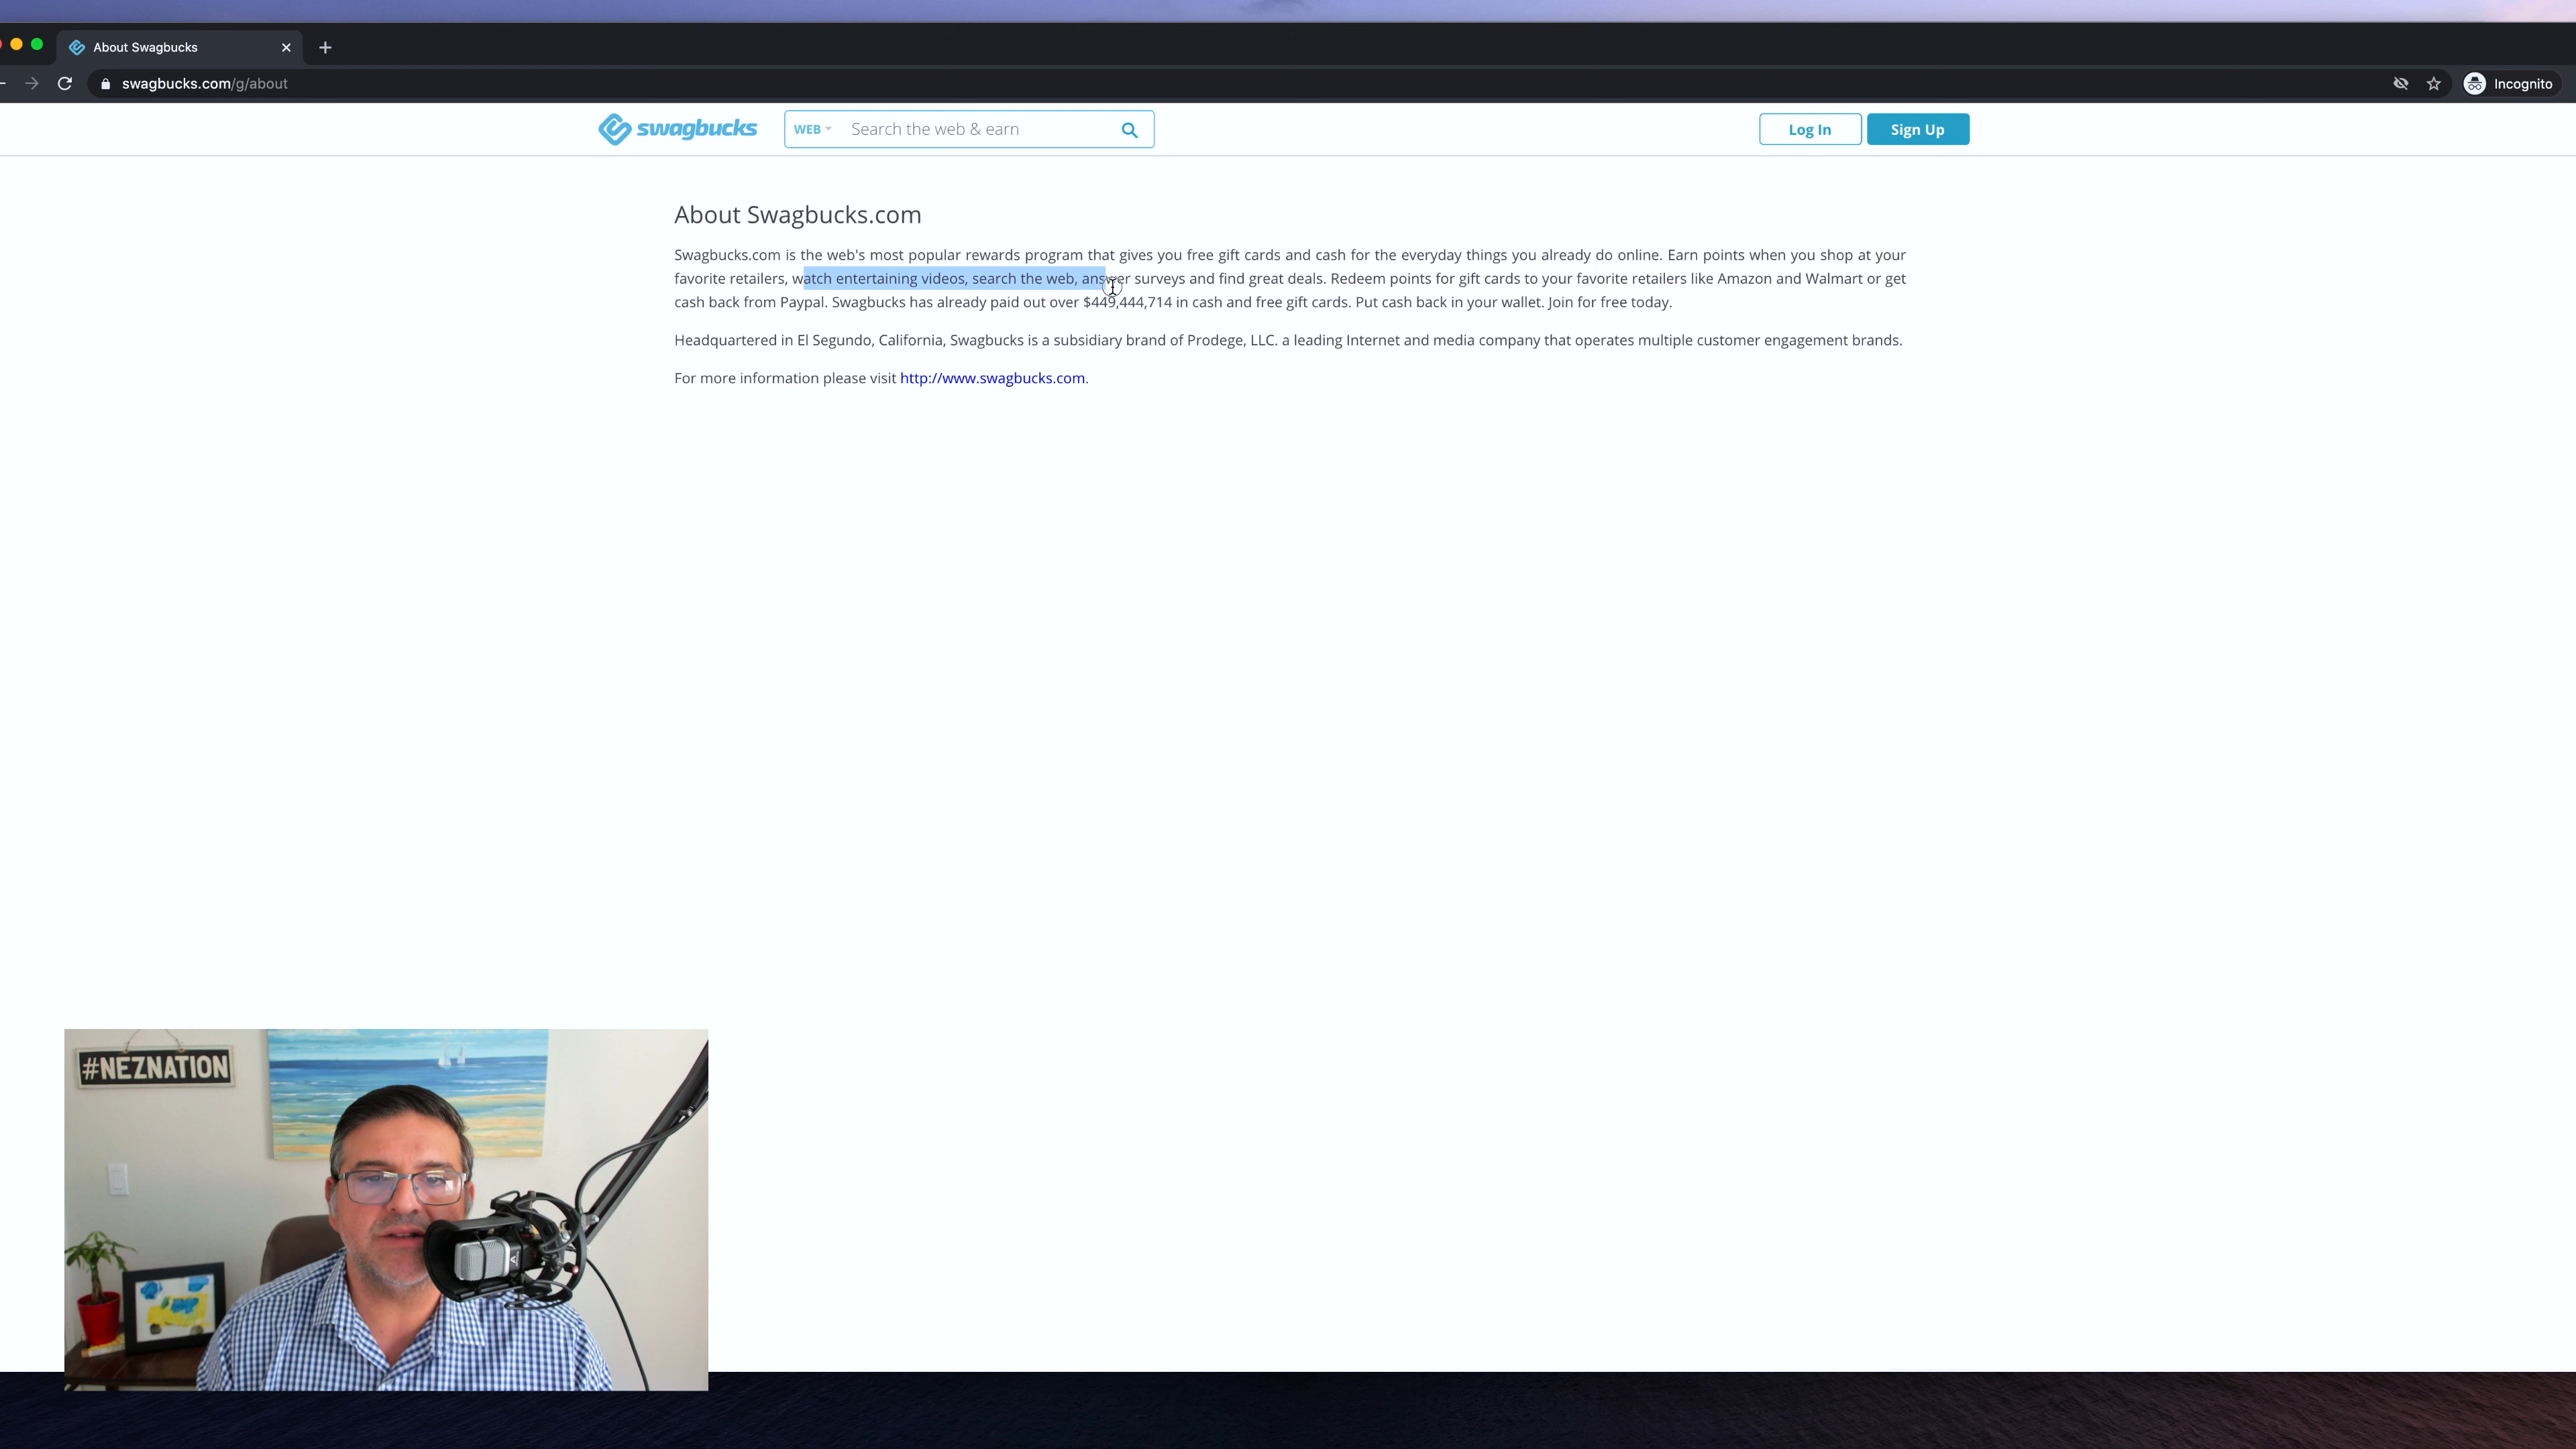 About Swagbucks
swagbucks.com/g/about
Incognito
swagbucks
WEB
Search the web & earn
Log In
Sign Up
About Swagbucks.com
Swagbucks.com is the web's most popular rewards program that gives you free gift cards and cash for the everyday things you already do online. Earn points when you shop at your
favorite retailers, watch entertaining videos, search the web, answer surveys and find great deals. Redeem points for gift cards to your favorite retailers like Amazon and Walmart or get
cash back from Paypal. Swagbucks has already paid out over $449,444,714 in cash and free gift cards. Put cash back in your wallet. Join for free today.
Headquartered in El Segundo, California, Swagbucks is a subsidiary brand of Prodege, LLC. a leading Internet and media company that operates multiple customer engagement brands.
For more information please visit http://www.swagbucks.com.
#NEZNATION